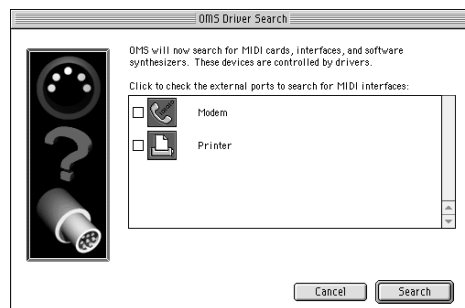 OMS Driver Search
OMS will now search for MIDI cards, interfaces, and software
synthesizers. These devices are controlled by drivers.
Click to check the external ports to search for MIDI interfaces:
Modem
Printer
Cancel
Search